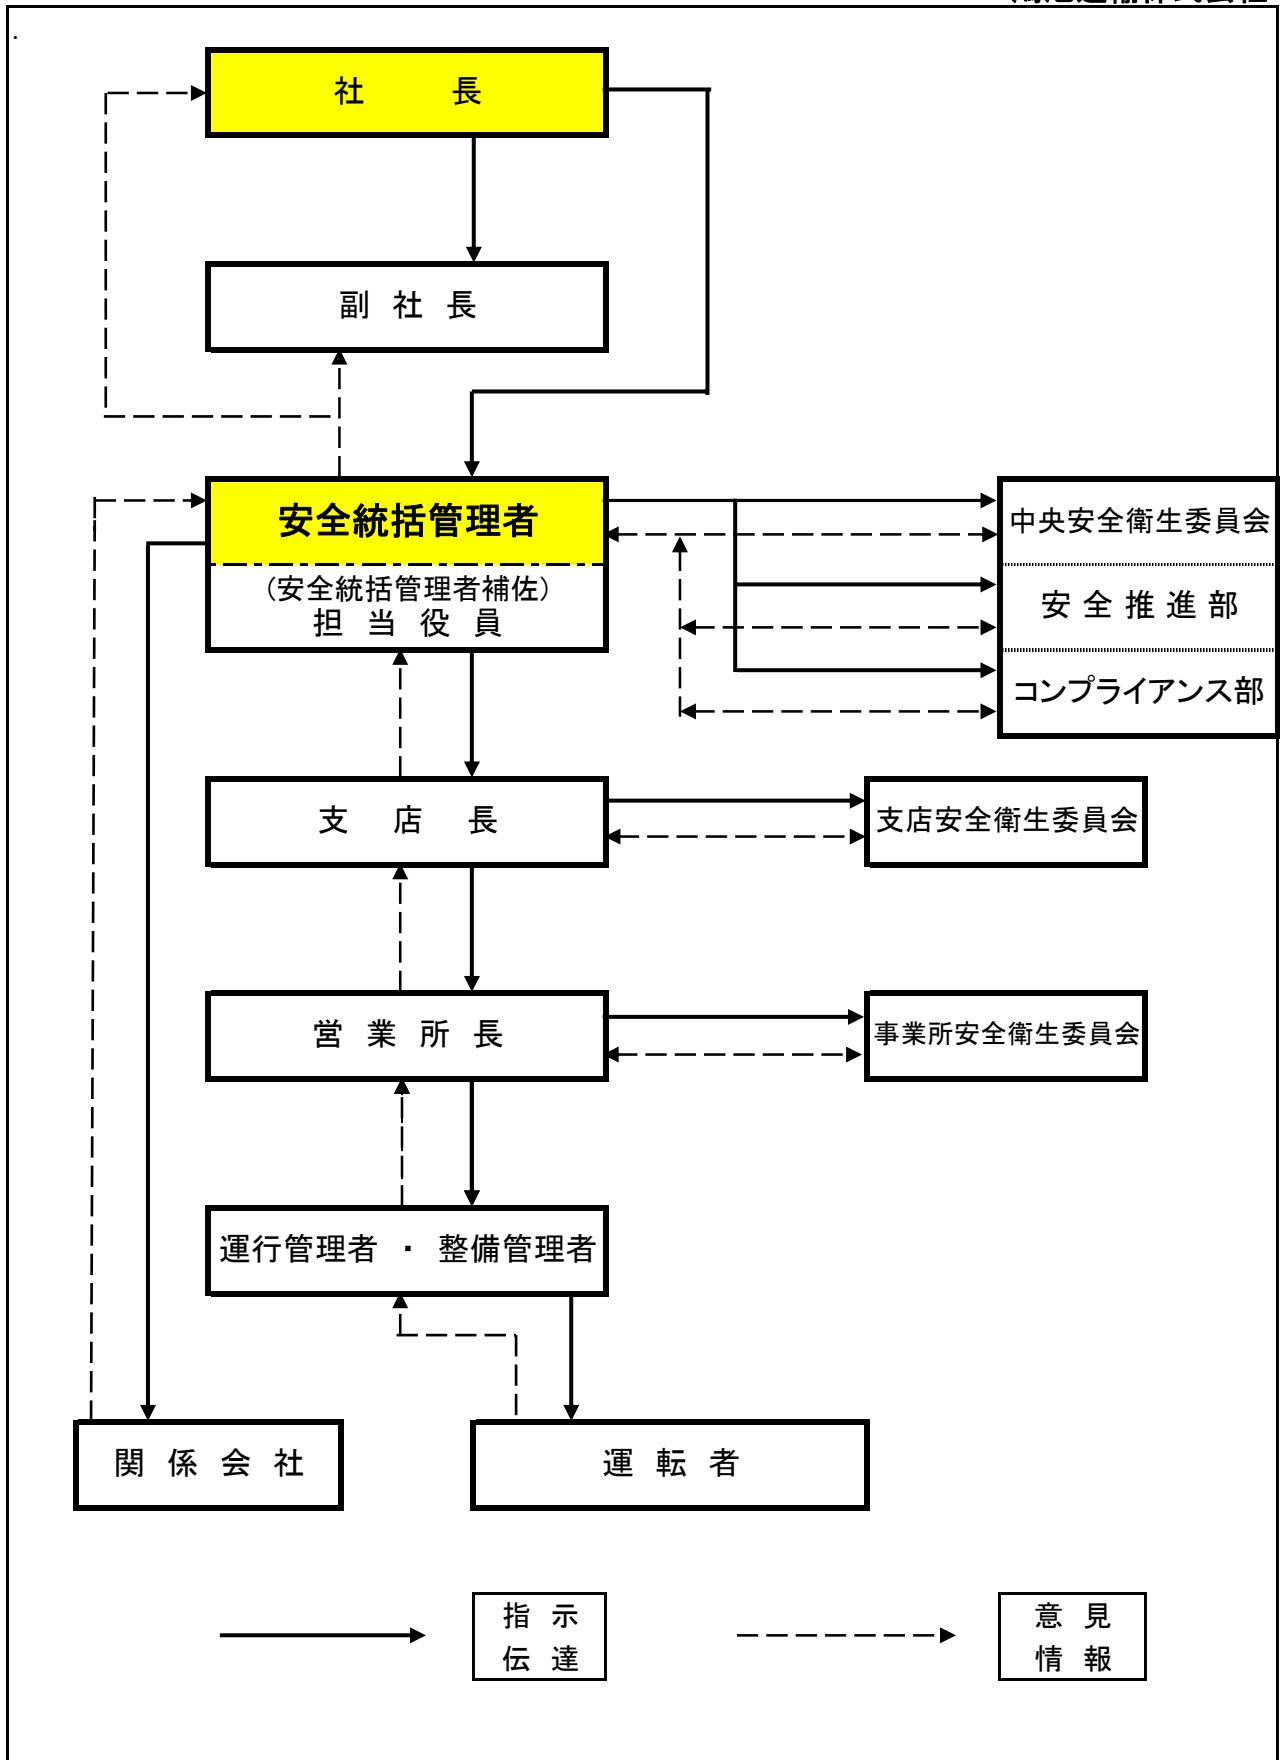 社　長
副社長
安全統括管理者
（安全統括管理者補佐）
担当役員
中央安全衛生委員会
安全推進部
コンプライアンス部
支店長
支店安全衛生委員会
営業所長
事業所安全衛生委員会
運行管理者・整備管理者
関係会社
運転者
指示
伝達
意見
情報